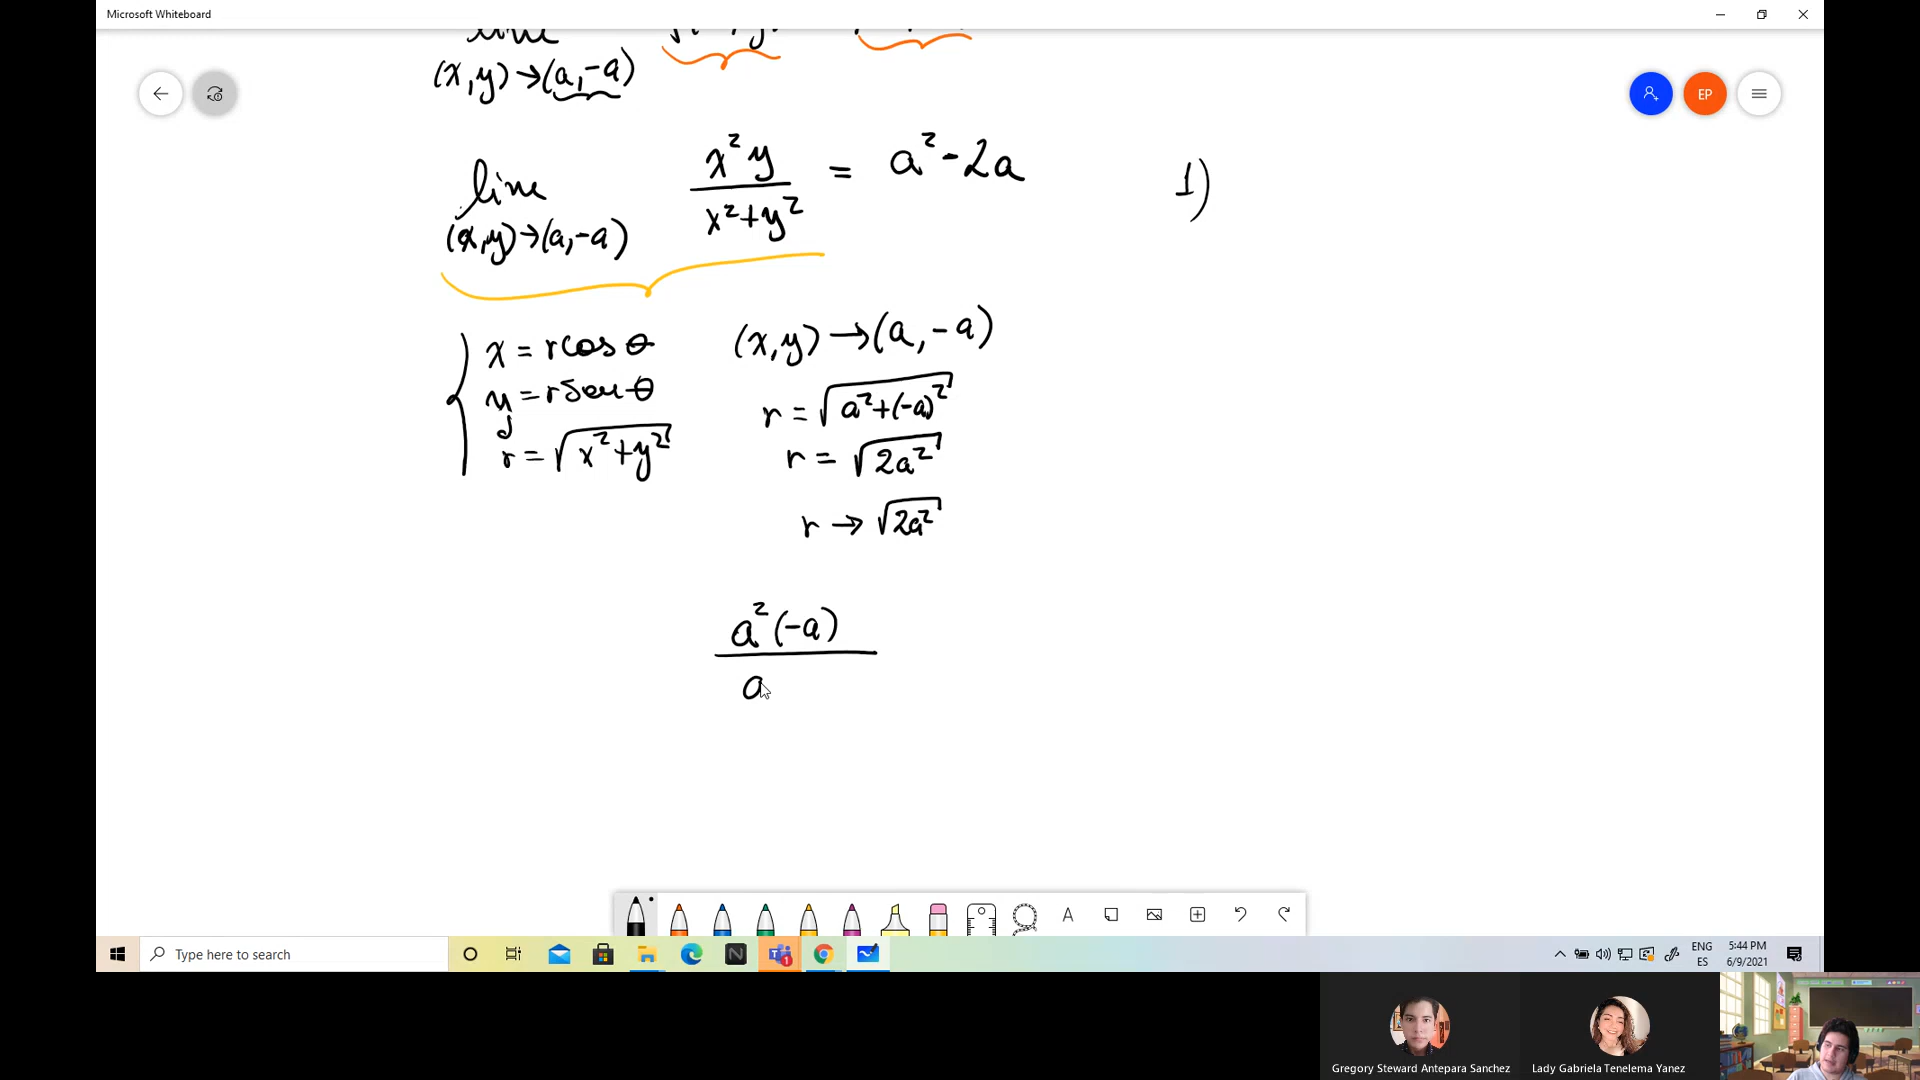 Microsoft Whiteboard
(x,y)→(a,-a)
EP
lim x²y / x²+y² = a²-2a 1)
(x,y)→(a,-a)
x = rcos θ (x,y)→(a,-a)
y = rsen θ r = √a²+(-a)²
r = √x²+y² r = √2a²
r → √2a²
a²(-a)
a
A
Type here to search
N
1
ENG 5:44 PM
ES 6/9/2021
Gregory Steward Antepara Sanchez Lady Gabriela Tenelema Yanez